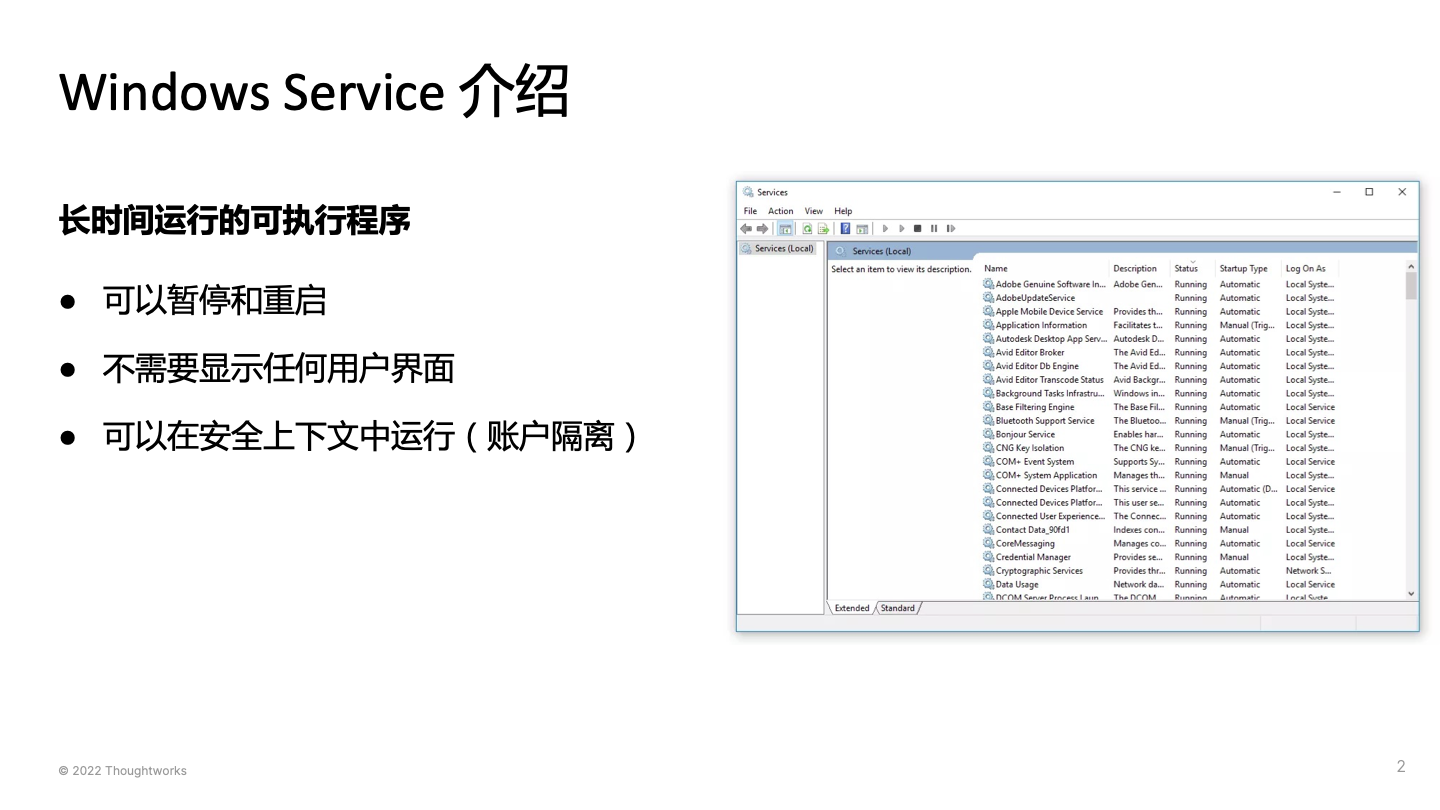 Windows Service 介绍
长时间运行的可执行程序
● 可以暂停和重启
● 不需要显示任何用户界面
● 可以在安全上下文中运行（账户隔离）
Services
File Action View Help
Services (Local)
Services (Local)
Select an item to view its description.
Name Description Status Startup Type Log On As
Adobe Genuine Software In... Adobe Gen... Running Automatic Local Syste...
AdobeUpdateService Running Automatic Local Syste...
Apple Mobile Device Service Provides th... Running Automatic Local Syste...
Application Information Facilitates t... Running Manual (Trig... Local Syste...
Autodesk Desktop App Serv... Autodesk D... Running Automatic Local Syste...
Avid Editor Broker The Avid Ed... Running Automatic Local Syste...
Avid Editor Db Engine The Avid Ed... Running Automatic Local Syste...
Avid Editor Transcode Status Avid Backgr... Running Automatic Local Syste...
Background Tasks Infrastru... Windows in... Running Automatic Local Syste...
Base Filtering Engine The Base Fil... Running Automatic Local Service
Bluetooth Support Service The Bluetoo... Running Manual (Trig... Local Service
Bonjour Service Enables har... Running Automatic Local Syste...
CNG Key Isolation The CNG ke... Running Manual (Trig... Local Syste...
COM+ Event System Supports Sy... Running Automatic Local Service
COM+ System Application Manages th... Running Manual Local Syste...
Connected Devices Platfor... This service ... Running Automatic (D... Local Service
Connected Devices Platfor... This user se... Running Automatic Local Syste...
Connected User Experience... The Connec... Running Automatic Local Syste...
Contact Data_90fd1 Indexes con... Running Manual Local Syste...
CoreMessaging Manages co... Running Automatic Local Service
Credential Manager Provides se... Running Manual Local Syste...
Cryptographic Services Provides thr... Running Automatic Network S...
Data Usage Network da... Running Automatic Local Service
DCOM Server Process Laun... The DCOM ... Running Automatic Local Syste...
Extended Standard
© 2022 Thoughtworks
2